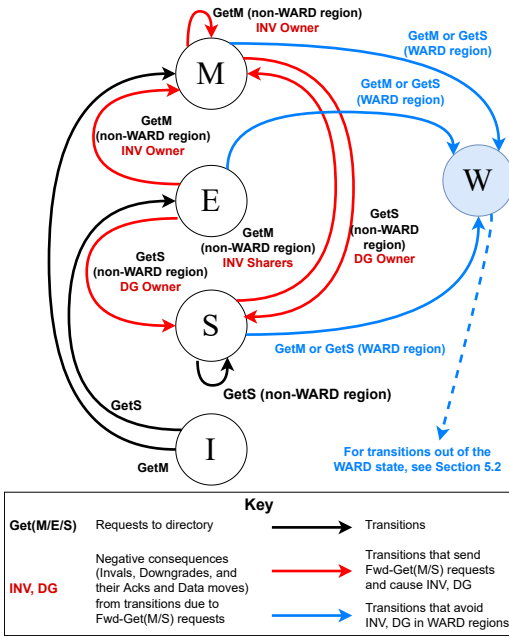 GetM (non-WARD region)
INV Owner
GetM or GetS
(WARD region)
M
GetM or GetS
(WARD region)
GetM
(non-WARD region)
INV Owner
W
E
GetM
(non-WARD region)
INV Sharers
GetS
(non-WARD
region)
DG Owner
GetS
(non-WARD region)
DG Owner
S
GetM or GetS (WARD region)
GetS (non-WARD region)
GetS
I
GetM
For transitions out of the
WARD state, see Section 5.2
Key
Get(M/E/S)
Requests to directory
Transitions
INV, DG
Negative consequences
(Invals, Downgrades, and
their Acks and Data moves)
from transitions due to
Fwd-Get(M/S) requests
Transitions that send
Fwd-Get(M/S) requests
and cause INV, DG
Transitions that avoid
INV, DG in WARD regions